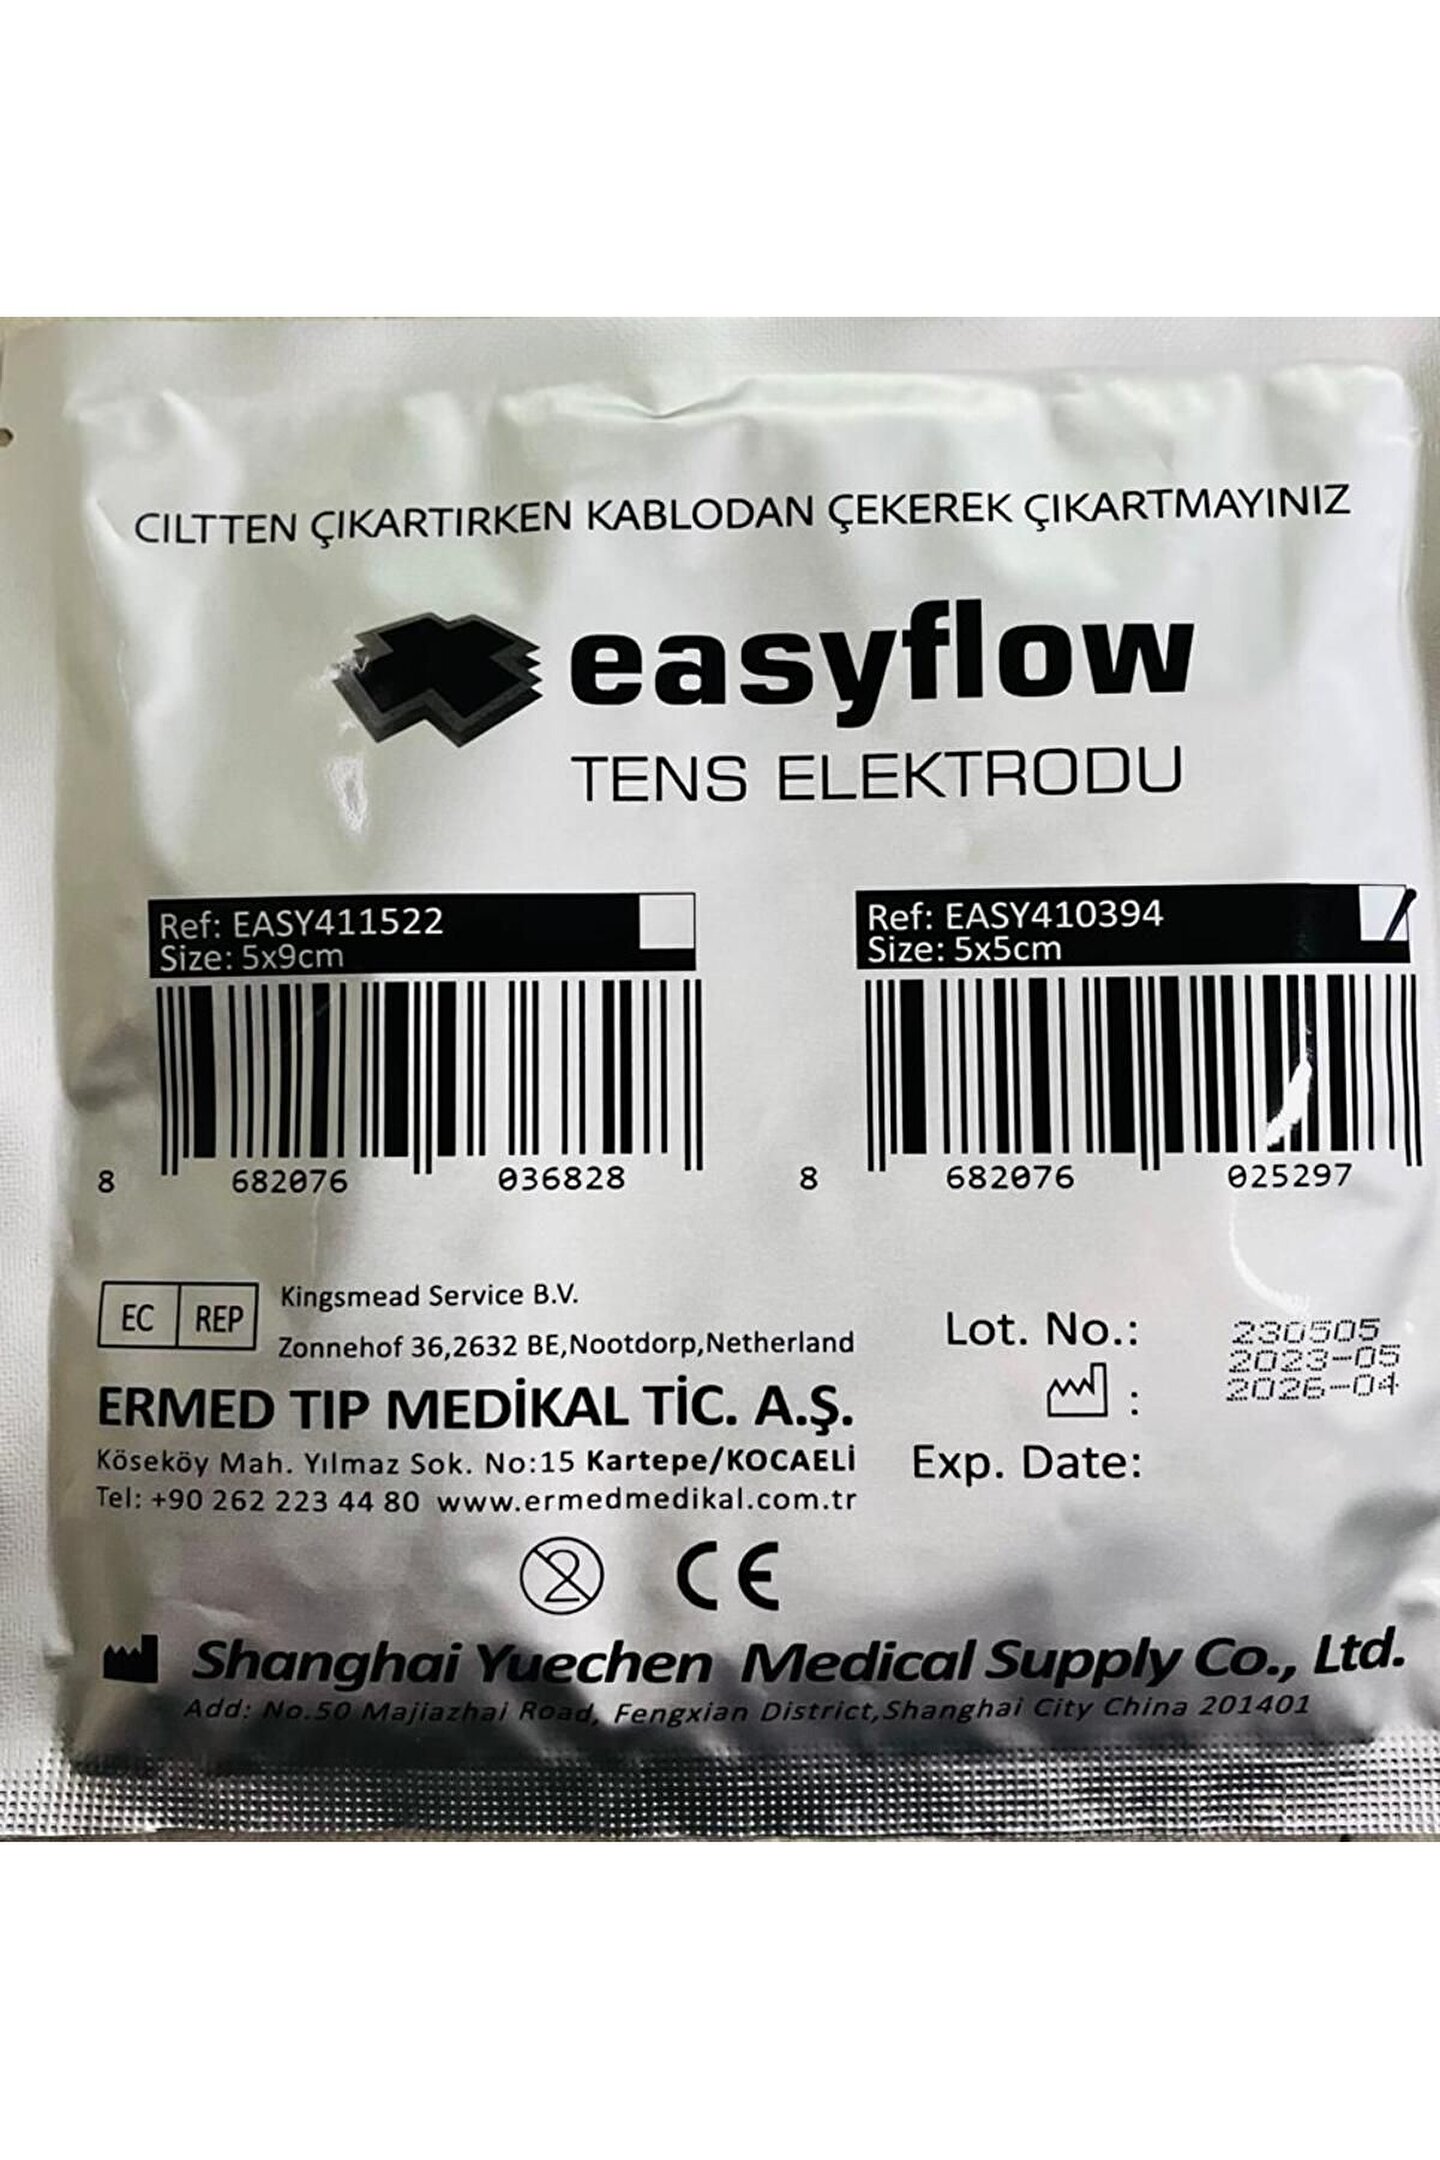 CILTTEN ÇIKARTIRKEN KABLODAN ÇEKEREK ÇIKARTMAYINIZ
easyflow
TENS ELEKTRODU
Ref: EASY411522
Size: 5x9cm
Ref: EASY410394
Size: 5x5cm
8 682076 036828
8 682076 025297
EC REP
Kingsmead Service B.V.
Zonnehof 36,2632 BE,Nootdorp,Netherland
ERMED TIP MEDİKAL TİC. A.Ş.
Köseköy Mah. Yılmaz Sok. No:15 Kartepe/KOCAELİ
Tel: +90 262 223 44 80 www.ermedmedikal.com.tr
Lot. No.: 230505
: 2023-05
2026-04
Exp. Date:
2 CE
Shanghai Yuechen Medical Supply Co., Ltd.
Add: No.50 Majiazhai Road, Fengxian District,Shanghai City China 201401